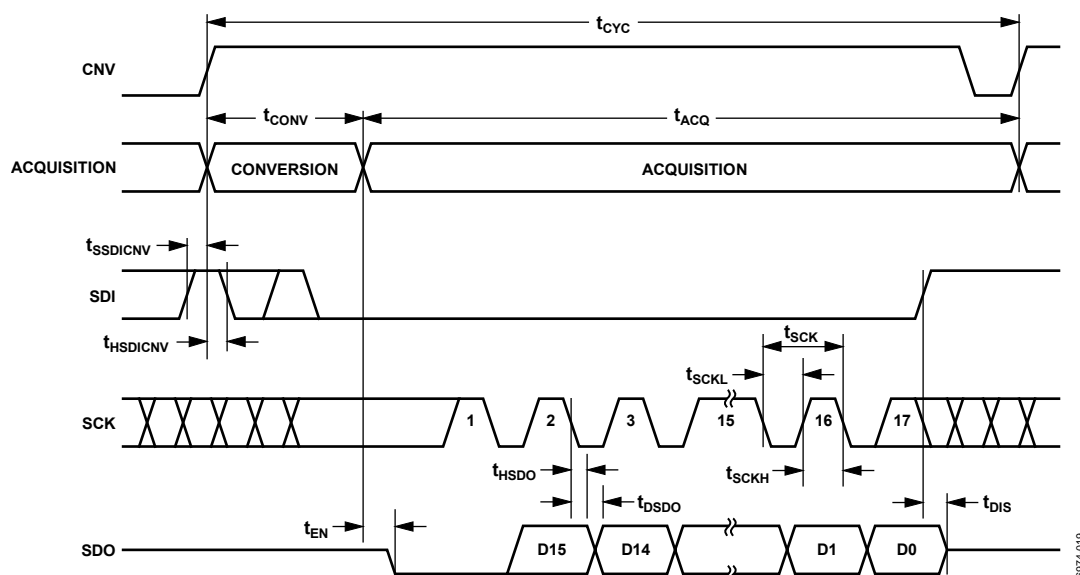 tCYC
CNV
tCONV
tACQ
ACQUISITION
CONVERSION
ACQUISITION
tSSDICNV
SDI
tHSDICNV
tSCK
tSCKL
SCK
1
2
3
15
16
17
tHSDO
tSCKH
tDSDO
tDIS
tEN
SDO
D15
D14
D1
D0